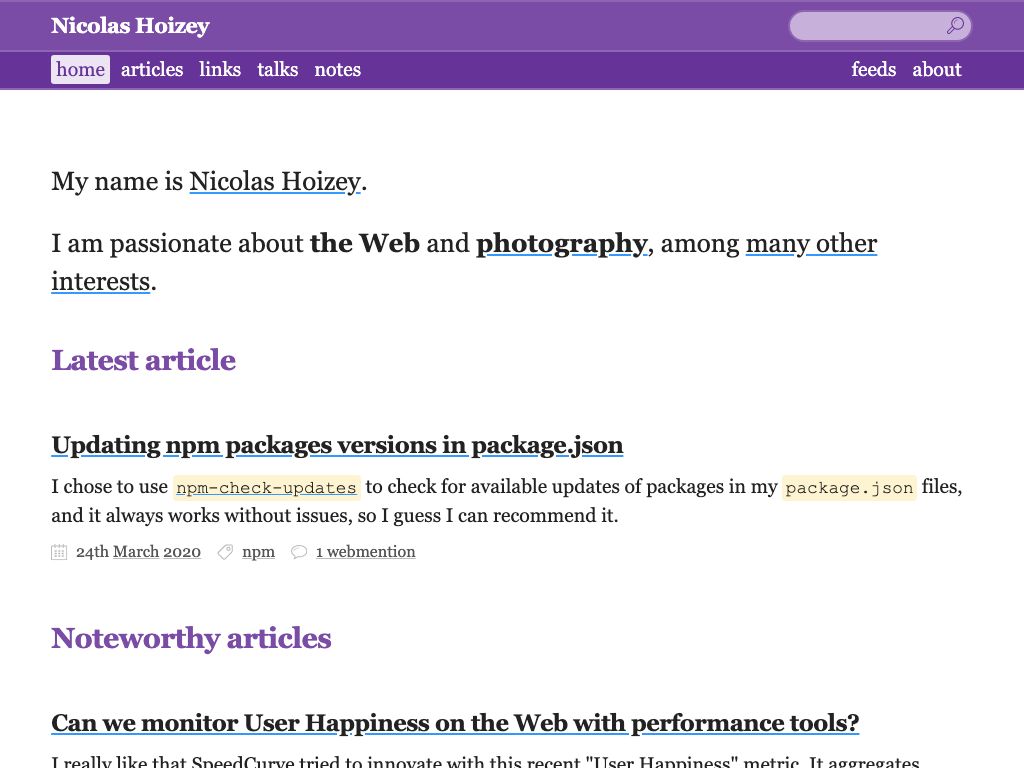 Nicolas Hoizey
home articles links talks notes feeds about
My name is Nicolas Hoizey.
I am passionate about the Web and photography, among many other
interests.
Latest article
Updating npm packages versions in package.json
I chose to use npm-check-updates to check for available updates of packages in my package.json files,
and it always works without issues, so I guess I can recommend it.
24th March 2020 npm 1 webmention
Noteworthy articles
Can we monitor User Happiness on the Web with performance tools?
I really like that SpeedCurve tried to innovate with this recent "User Happiness" metric. It aggregates